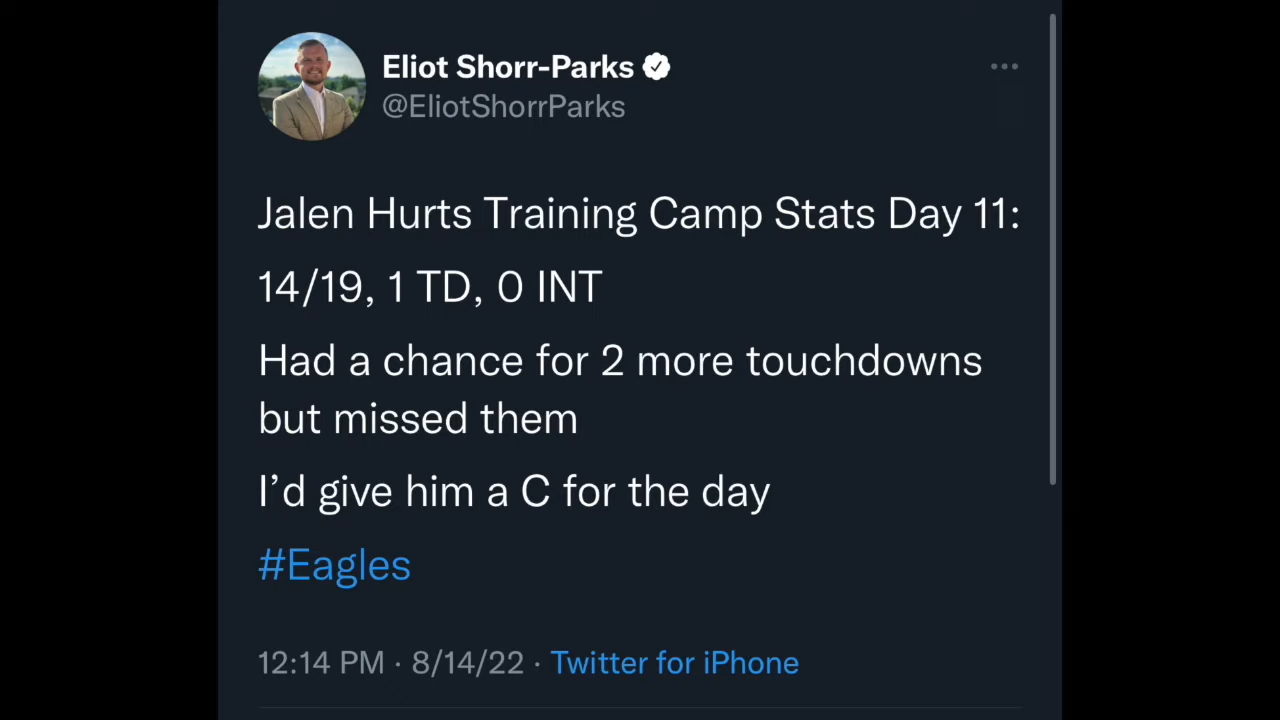 Eliot Shorr-Parks
@EliotShorrParks
Jalen Hurts Training Camp Stats Day 11:
14/19, 1 TD, 0 INT
Had a chance for 2 more touchdowns
but missed them
I’d give him a C for the day
#Eagles
12:14 PM · 8/14/22 · Twitter for iPhone